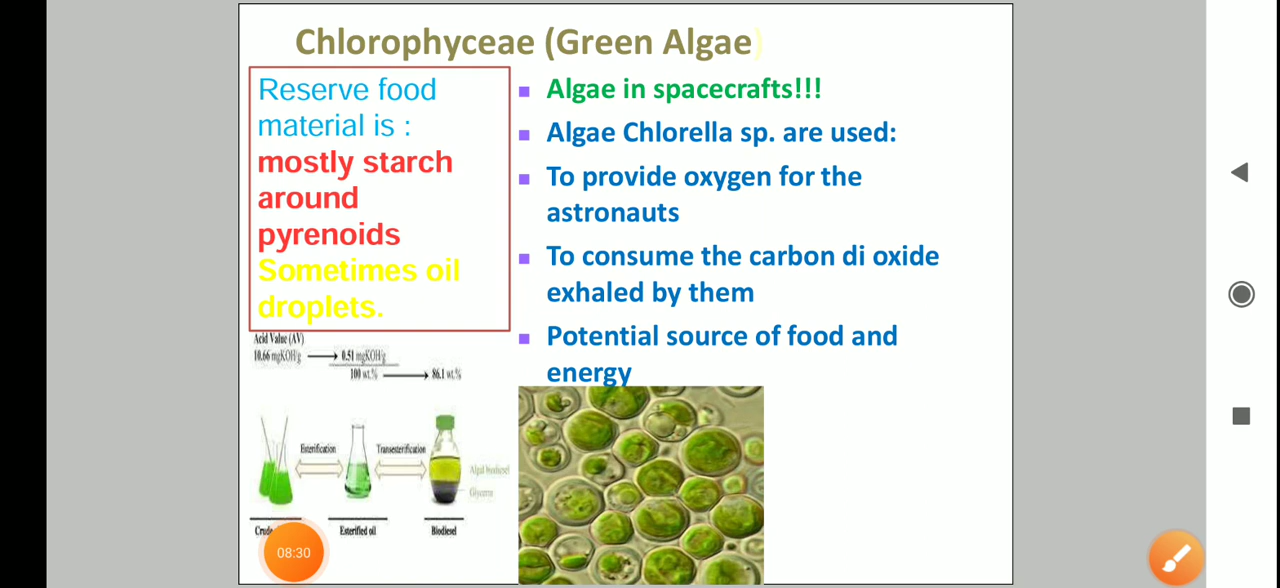 Chlorophyceae (Green Algae)
Reserve food
material is :
mostly starch
around
pyrenoids
Sometimes oil
droplets.
Algae in spacecrafts!!!
Algae Chlorella sp. are used:
To provide oxygen for the
astronauts
To consume the carbon di oxide
exhaled by them
Potential source of food and
energy
Acid Value (AV)
10.66 mgKOH/g 0.51 mgKOH/g
100 wt.% 86.1 wt.%
Esterification Transesterification
Algal biodiesel
Glycerin
Esterified oil Biodiesel
08:30